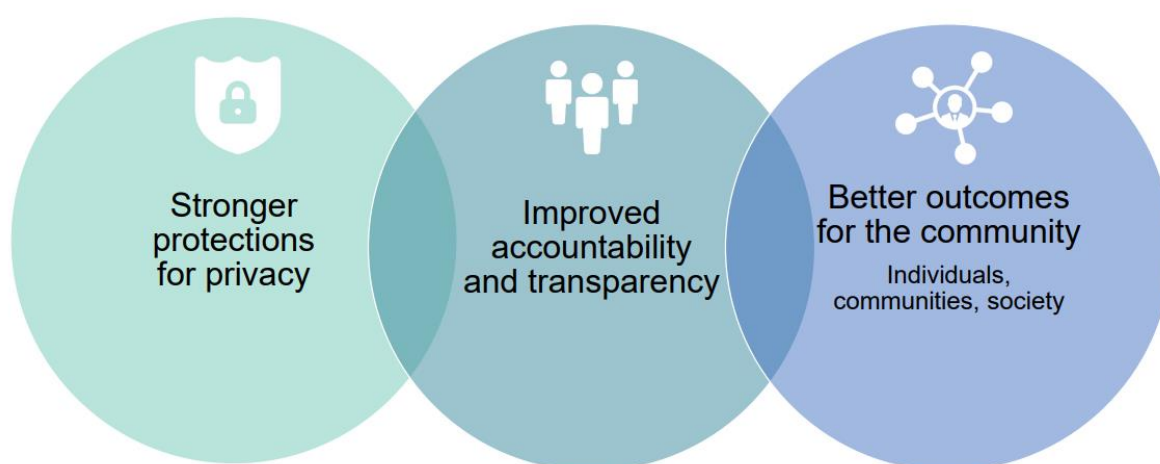 Stronger
protections
for privacy
Improved
accountability
and transparency
Better outcomes
for the community
Individuals,
communities, society